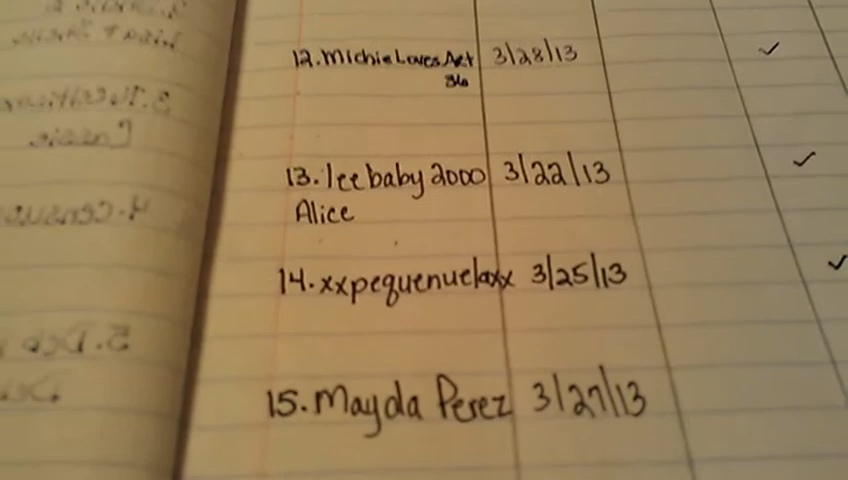 12. MichieLovesArt 3/28/13
36
13. leebaby2000 3/22/13
Alice
14. xxpequenuelaxx 3/25/13
15. Mayda Perez 3/27/13